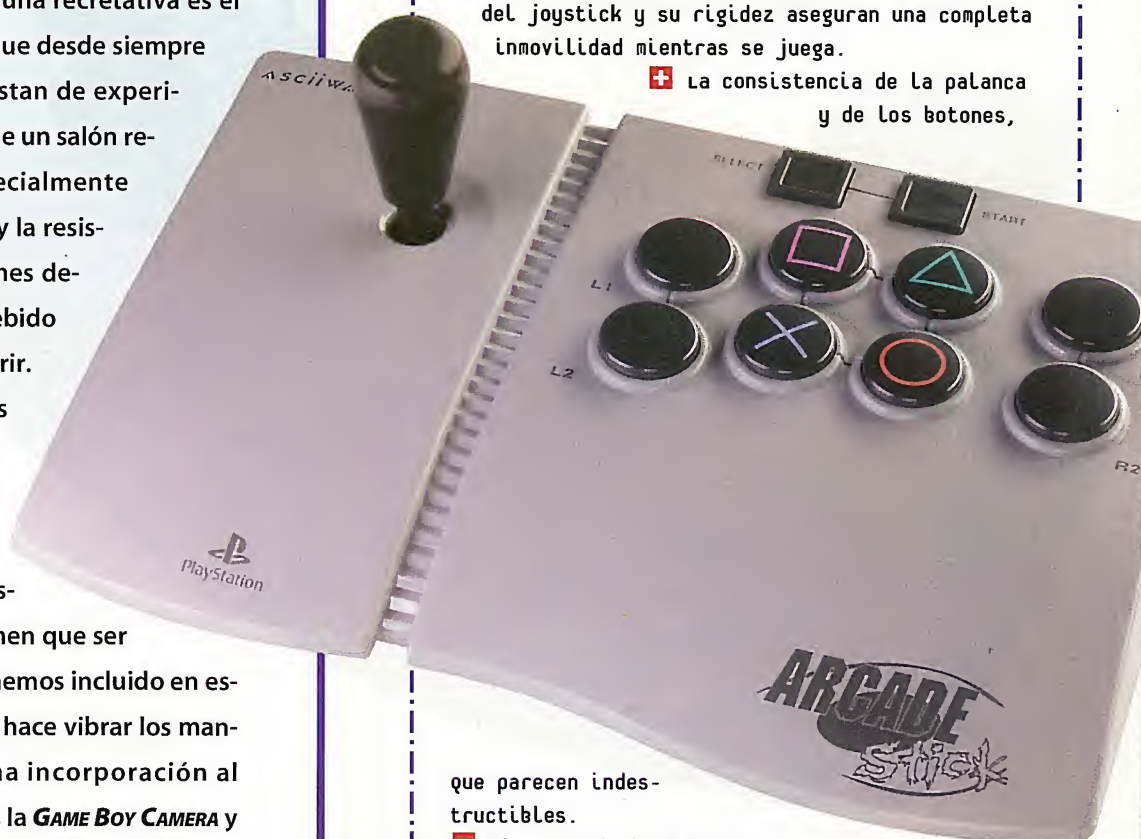 una recretativa es el
ue desde siempre
stan de experi-
e un salón re-
ecialmente
y la resis-
nes de-
ebido
rir.
s
s-
nen que ser
hemos incluido en es-
hace vibrar los man-
na incorporación al
la GAME BOY CAMERA y
del joystick y su rigidez aseguran una completa
inmovilidad mientras se juega.
La consistencia de la palanca
y de los botones,
que parecen indes-
tructibles.
asciiwa
SELECT
START
L1
L2
R2
PlayStation
ARCADE
Stick